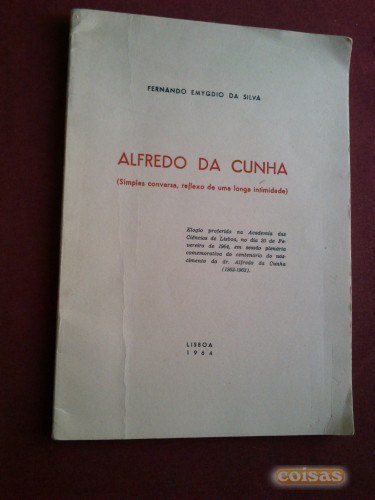 FERNANDO EMYGDIO DA SILVA
ALFREDO DA CUNHA
(Simples conversa, reflexo de uma longa intimidade)
Elogio proferido na Academia das
Ciências de Lisboa, no dia 20 de Fe-
vereiro de 1964, em sessão plenária
comemorativa do centenário do nas-
cimento do dr. Alfredo da Cunha
(1863-1963).
LISBOA
1964
coisas